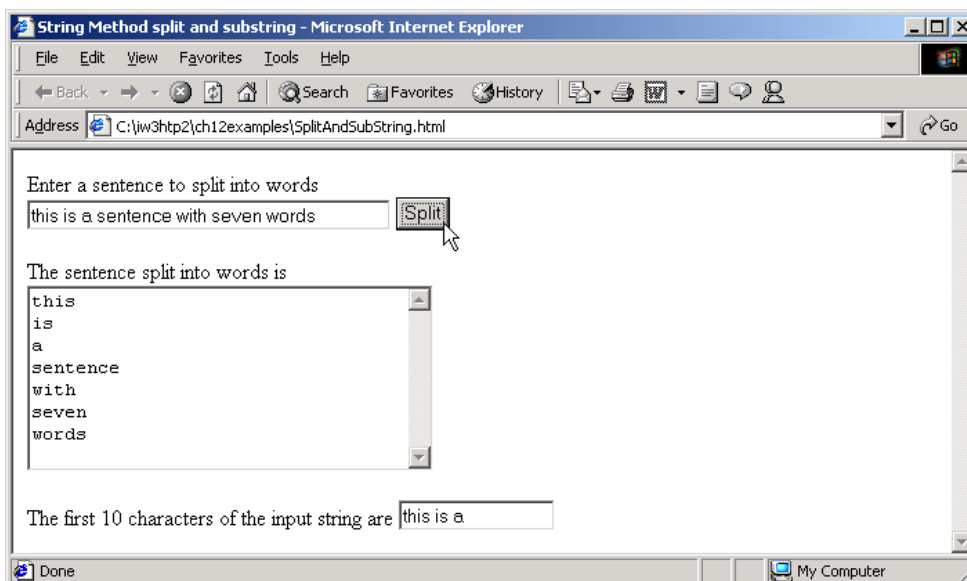 String Method split and substring - Microsoft Internet Explorer
File Edit View Favorites Tools Help
Back Search Favorites History
Address C:\iw3htp2\ch12examples\SplitAndSubString.html Go
Enter a sentence to split into words
this is a sentence with seven words Split
The sentence split into words is
this
is
a
sentence
with
seven
words
The first 10 characters of the input string are this is a
Done My Computer